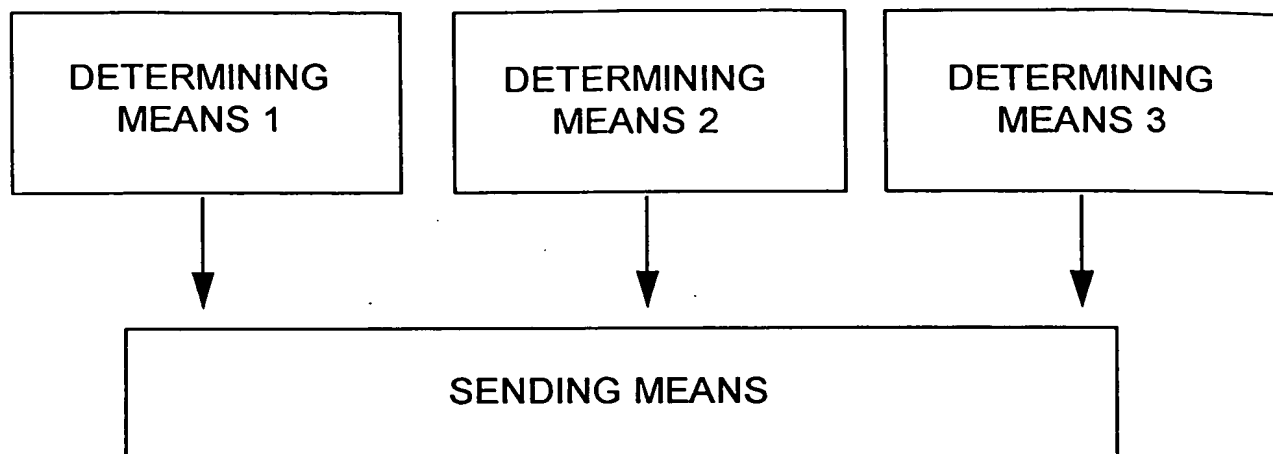 DETERMINING
MEANS 1
DETERMINING
MEANS 2
DETERMINING
MEANS 3
SENDING MEANS